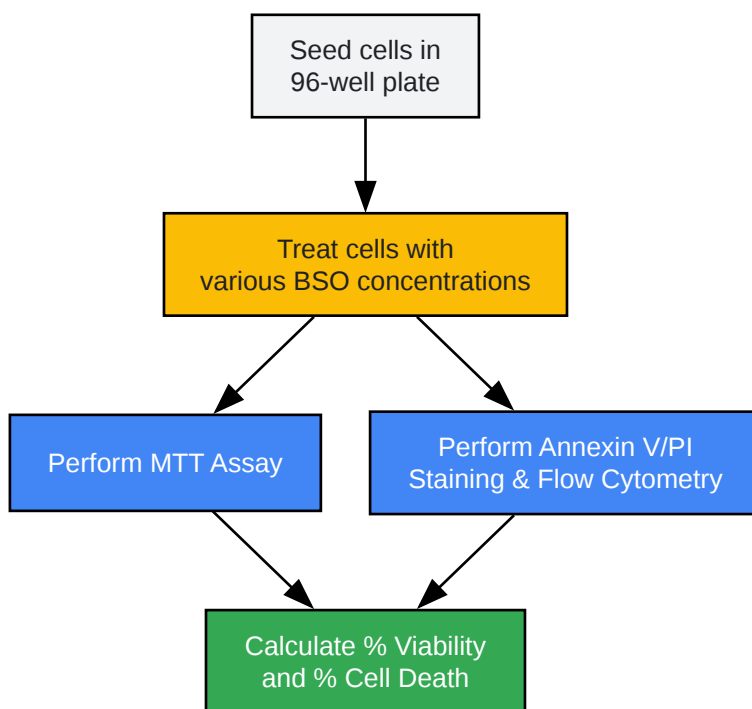 Seed cells in
96-well plate
Treat cells with
various BSO concentrations
Perform MTT Assay
Perform Annexin V/PI
Staining & Flow Cytometry
Calculate % Viability
and % Cell Death